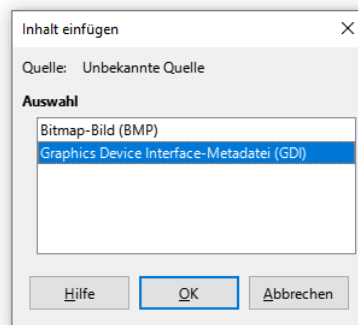 Inhalt einfügen
Quelle: Unbekannte Quelle
Auswahl
Bitmap-Bild (BMP)
Graphics Device Interface-Metadatei (GDI)
Hilfe OK Abbrechen